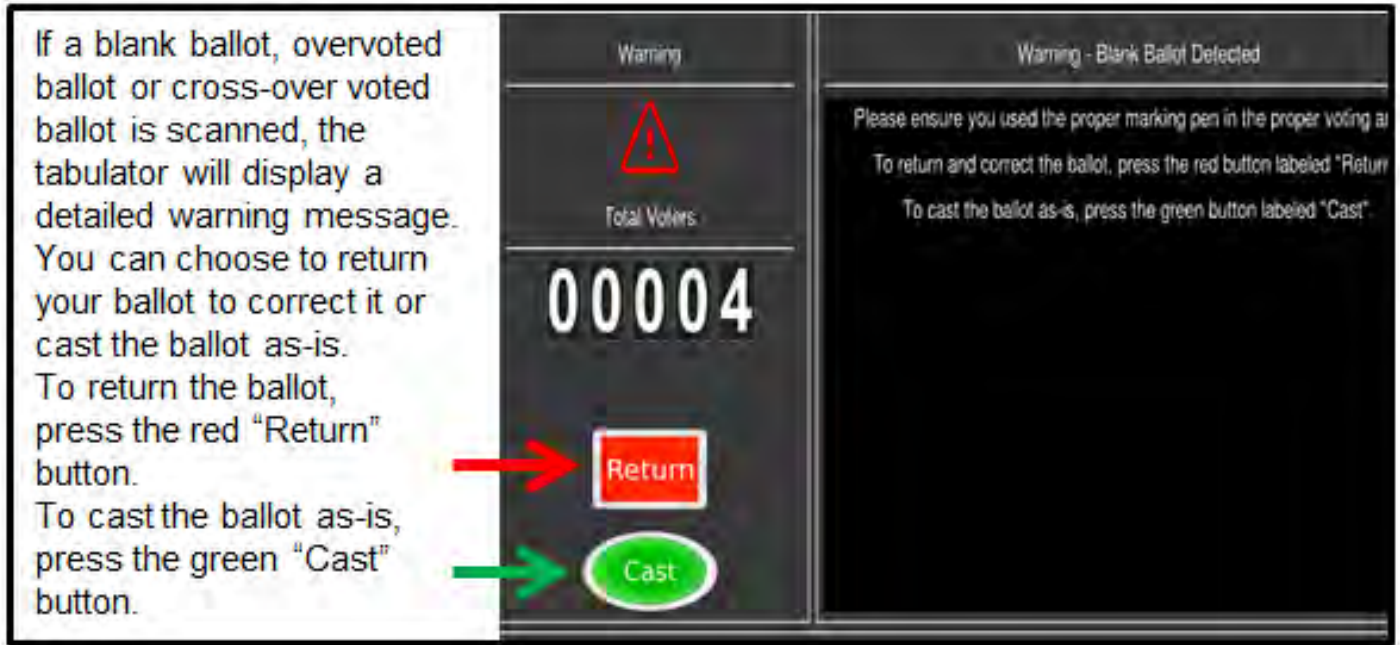 If a blank ballot, overvoted
ballot or cross-over voted
ballot is scanned, the
tabulator will display a
detailed warning message.
You can choose to return
your ballot to correct it or
cast the ballot as-is.
To return the ballot,
press the red “Return”
button.
To cast the ballot as-is,
press the green “Cast”
button.
Warning
Total Voters
00004
Return
Cast
Warning - Blank Ballot Detected
Please ensure you used the proper marking pen in the proper voting
To return and correct the ballot, press the red button labeled "Return
To cast the ballot as-is, press the green button labeled "Cast".